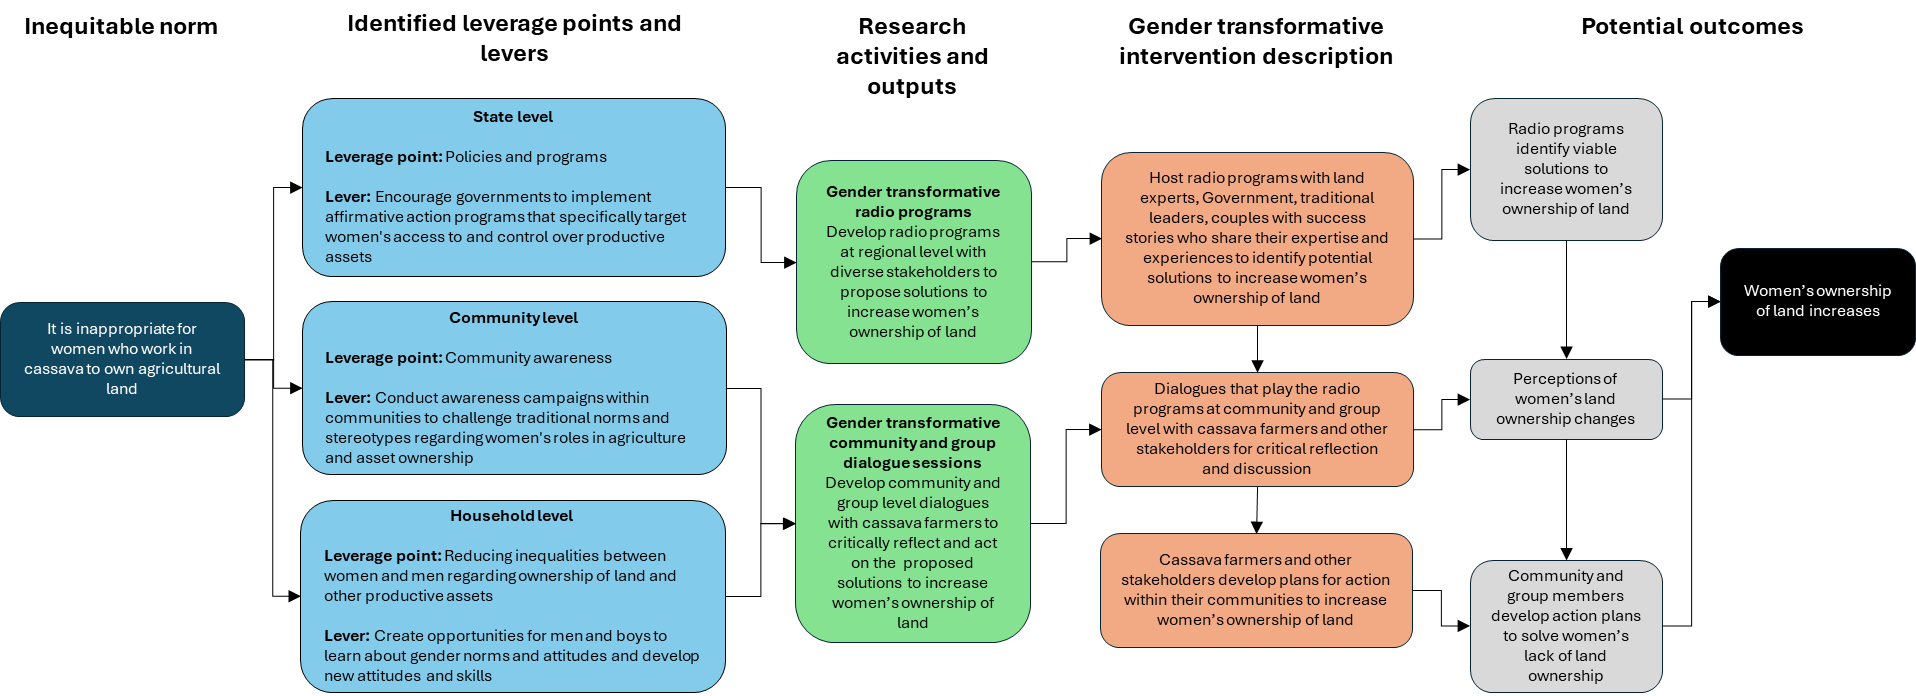 Inequitable norm
Identified leverage points and
levers
Research
activities and
outputs
Gender transformative
intervention description
Potential outcomes
It is inappropriate for
women who work in
cassava to own agricultural
land
State level
Leverage point: Policies and programs
Lever: Encourage governments to implement
affirmative action programs that specifically target
women's access to and control over productive
assets
Community level
Leverage point: Community awareness
Lever: Conduct awareness campaigns within
communities to challenge traditional norms and
stereotypes regarding women's roles in agriculture
and asset ownership
Household level
Leverage point: Reducing inequalities between
women and men regarding ownership of land and
other productive assets
Lever: Create opportunities for men and boys to
learn about gender norms and attitudes and develop
new attitudes and skills
Gender transformative
radio programs
Develop radio programs
at regional level with
diverse stakeholders to
propose solutions to
increase women’s
ownership of land
Gender transformative
community and group
dialogue sessions
Develop community and
group level dialogues
with cassava farmers to
critically reflect and act
on the proposed
solutions to increase
women’s ownership of
land
Host radio programs with land
experts, Government, traditional
leaders, couples with success
stories who share their expertise and
experiences to identify potential
solutions to increase women’s
ownership of land
Dialogues that play the radio
programs at community and group
level with cassava farmers and other
stakeholders for critical reflection
and discussion
Cassava farmers and other
stakeholders develop plans for action
within their communities to increase
women’s ownership of land
Radio programs
identify viable
solutions to
increase women’s
ownership of land
Perceptions of
women’s land
ownership changes
Community and
group members
develop action plans
to solve women’s
lack of land
ownership
Women’s ownership
of land increases